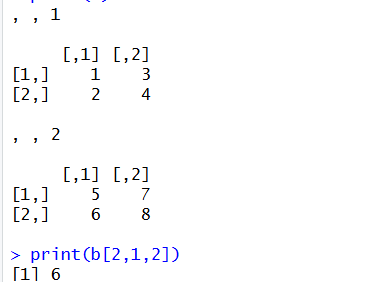 , , 1
     [,1] [,2]
[1,]    1    3
[2,]    2    4
, , 2
     [,1] [,2]
[1,]    5    7
[2,]    6    8
> print(b[2,1,2])
[1] 6